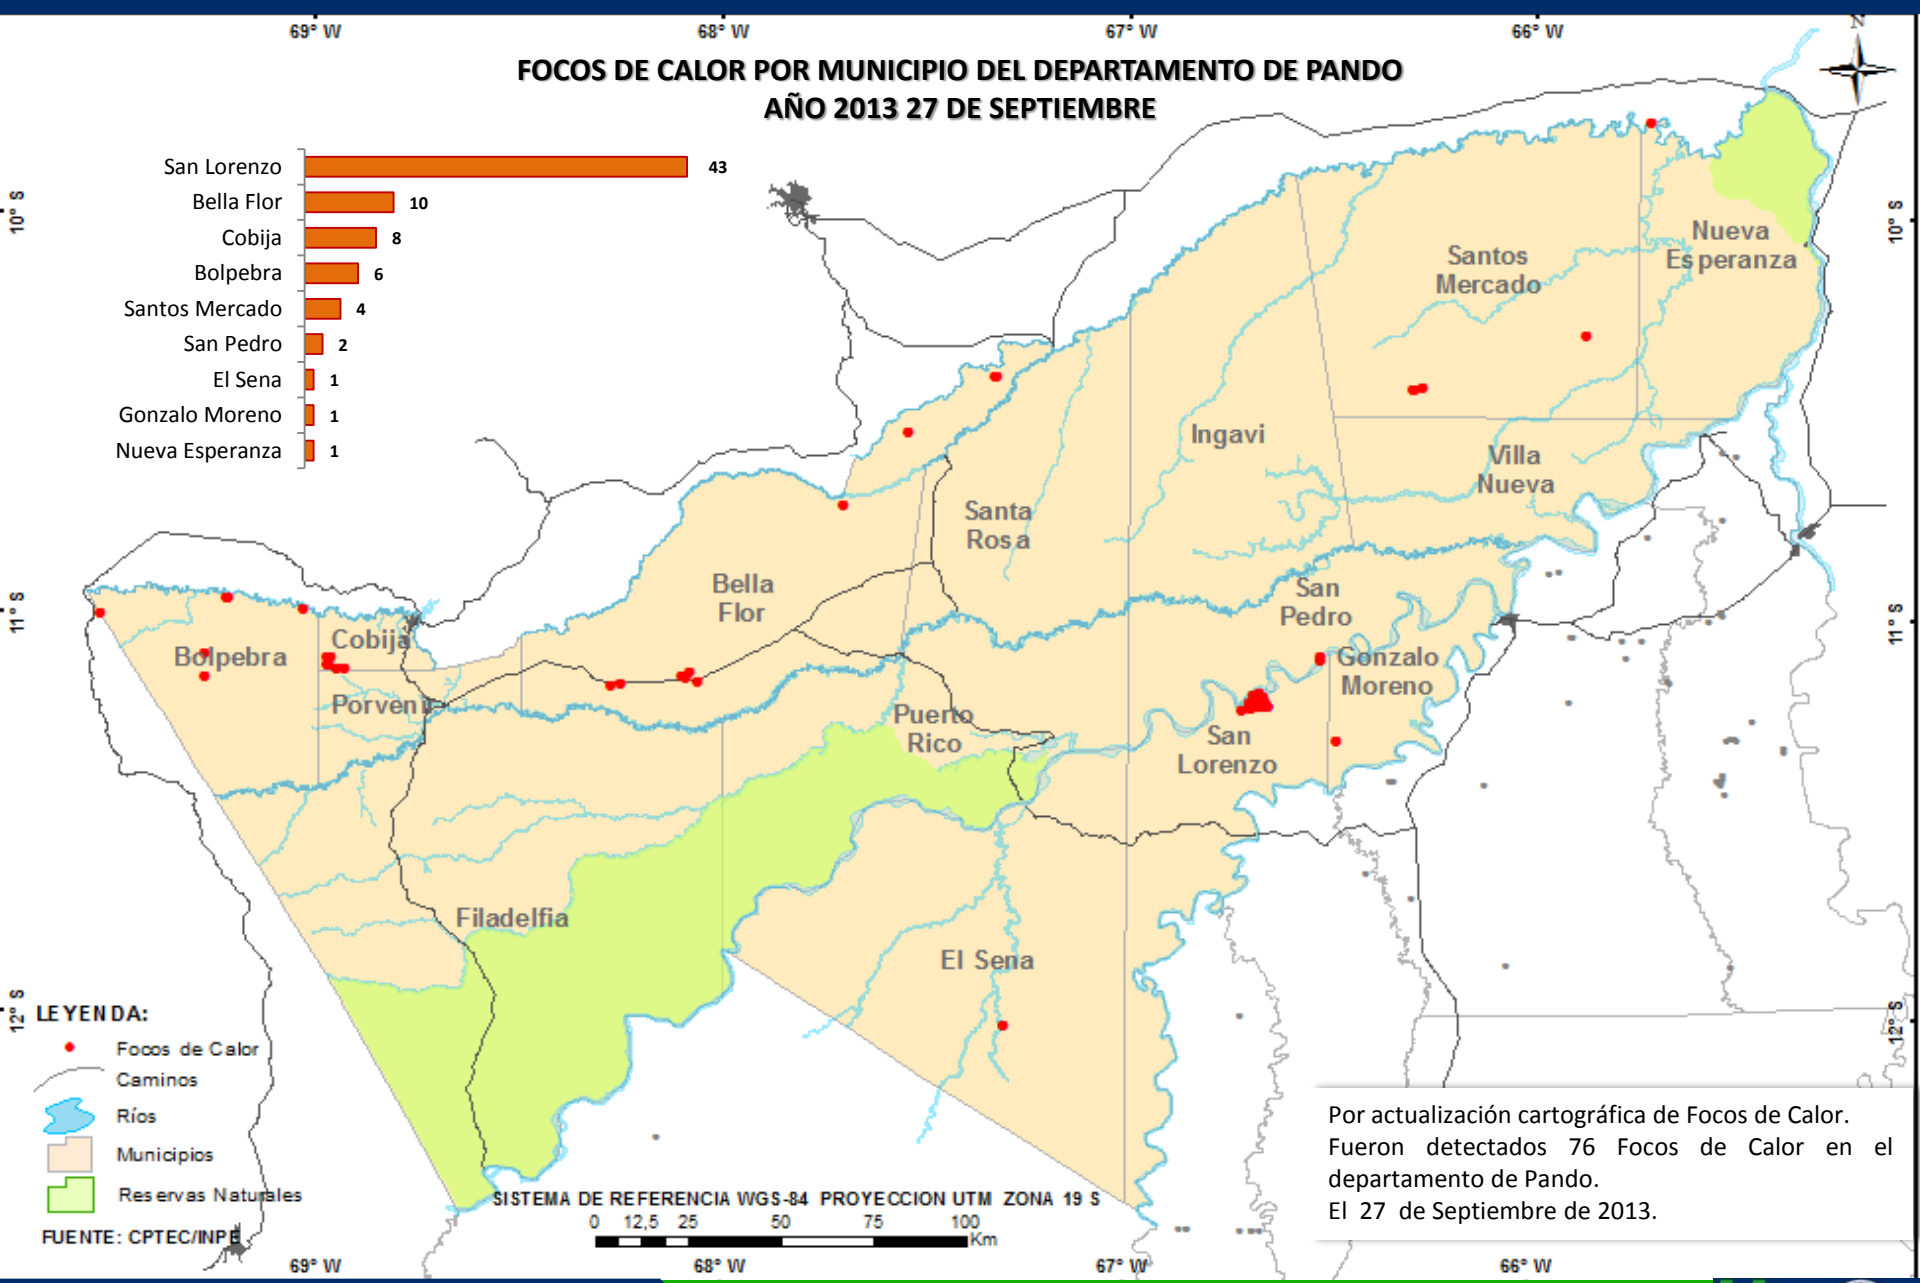 69° W 68° W 67° W 66° W
N
FOCOS DE CALOR POR MUNICIPIO DEL DEPARTAMENTO DE PANDO
AÑO 2013 27 DE SEPTIEMBRE
San Lorenzo 43
Bella Flor 10
Cobija 8
Bolpebra 6
Santos Mercado 4
San Pedro 2
El Sena 1
Gonzalo Moreno 1
Nueva Esperanza 1
10° S
10° S
Nueva
Esperanza
Santos
Mercado
Ingavi
Villa
Nueva
Santa
Rosa
Bella
Flor
San
Pedro
11° S
11° S
Cobija
Bolpebra
Gonzalo
Moreno
Porvenir
Puerto
Rico
San
Lorenzo
Filadelfia
El Sena
12° S
12° S
LEYENDA:
Focos de Calor
Caminos
Ríos
Municipios
Reservas Naturales
FUENTE: CPTEC/INPE
SISTEMA DE REFERENCIA WGS-84 PROYECCION UTM ZONA 19 S
0 12,5 25 50 75 100
Km
Por actualización cartográfica de Focos de Calor.
Fueron detectados 76 Focos de Calor en el
departamento de Pando.
El 27 de Septiembre de 2013.
69° W 68° W 67° W 66° W